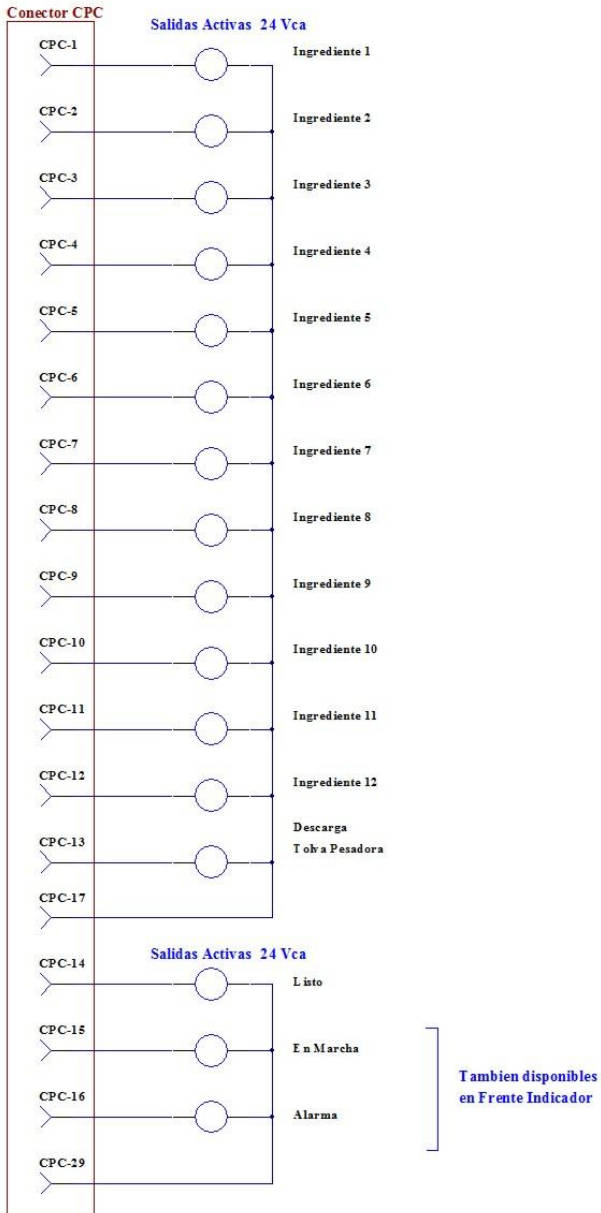 Conector CPC
Salidas Activas 24 Vca
CPC-1
Ingrediente 1
CPC-2
Ingrediente 2
CPC-3
Ingrediente 3
CPC-4
Ingrediente 4
CPC-5
Ingrediente 5
CPC-6
Ingrediente 6
CPC-7
Ingrediente 7
CPC-8
Ingrediente 8
CPC-9
Ingrediente 9
CPC-10
Ingrediente 10
CPC-11
Ingrediente 11
CPC-12
Ingrediente 12
CPC-13
Descarga
Tolva Pesadora
CPC-17
Salidas Activas 24 Vca
CPC-14
Listo
CPC-15
En Marcha
CPC-16
Alarma
CPC-29
Tambien disponibles
en Frente Indicador